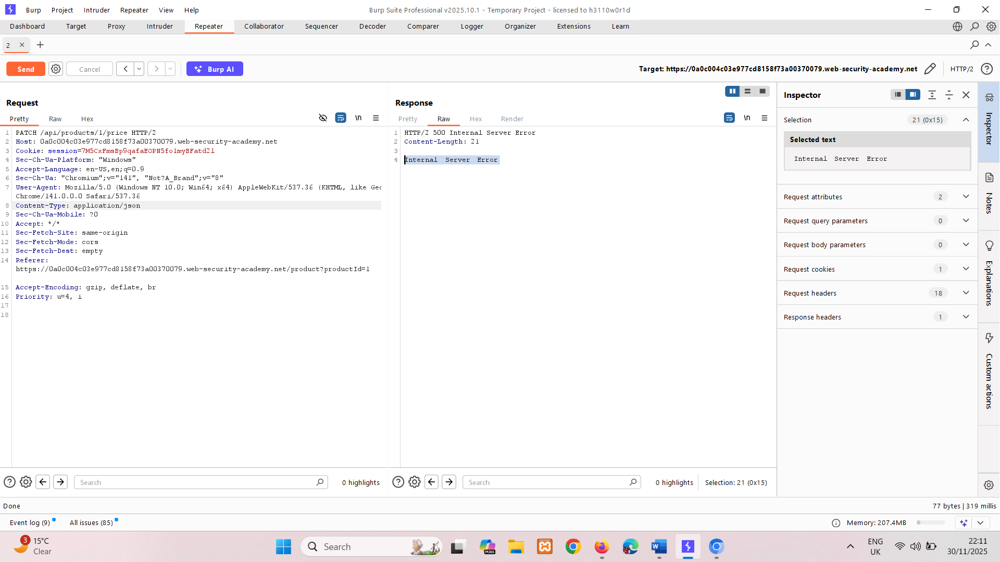 Burp Project Intruder Repeater View Help Burp Suite Professional v2025.10.1 - Temporary Project - licensed to h3110w0r1d
Dashboard Target Proxy Intruder Repeater Collaborator Sequencer Decoder Comparer Logger Organizer Extensions Learn
2
Send Cancel Burp AI Target: https://0a0c004c03e977cd8158f73a00370079.web-security-academy.net HTTP/2
Request
Pretty Raw Hex \n
1 PATCH /api/products/1/price HTTP/2
2 Host: 0a0c004c03e977cd8158f73a00370079.web-security-academy.net
3 Cookie: session=7M5CxFmsBp9qafaEOPN5fo1myBFatd2l
4 Sec-Ch-Ua-Platform: "Windows"
5 Accept-Language: en-US,en;q=0.9
6 Sec-Ch-Ua: "Chromium";v="141", "Not?A_Brand";v="8"
7 User-Agent: Mozilla/5.0 (Windows NT 10.0; Win64; x64) AppleWebKit/537.36 (KHTML, like Gec
Chrome/141.0.0.0 Safari/537.36
8 Content-Type: application/json
9 Sec-Ch-Ua-Mobile: ?0
10 Accept: */*
11 Sec-Fetch-Site: same-origin
12 Sec-Fetch-Mode: cors
13 Sec-Fetch-Dest: empty
14 Referer:
https://0a0c004c03e977cd8158f73a00370079.web-security-academy.net/product?productId=1
15 Accept-Encoding: gzip, deflate, br
16 Priority: u=4, i
17
18
Search 0 highlights
Response
Pretty Raw Hex Render \n
1 HTTP/2 500 Internal Server Error
2 Content-Length: 21
3
4 Internal Server Error
Search 0 highlights Selection: 21 (0x15)
Inspector
Selection 21 (0x15)
Selected text
Internal Server Error
Request attributes 2
Request query parameters 0
Request body parameters 0
Request cookies 1
Request headers 18
Response headers 1
Inspector
Notes
Explanations
Custom actions
Done 77 bytes | 319 millis
Event log (9) All issues (85) Memory: 207.4MB
3 15°C
Clear
Search
M365
W
ENG
UK
22:11
30/11/2025